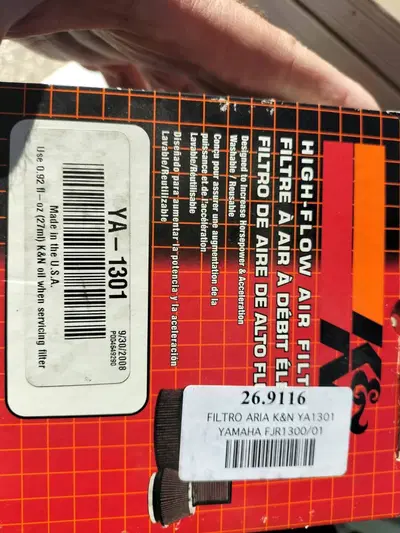 HIGH-FLOW AIR FILT
FILTRE À AIR À DÉBIT ÉLE
FILTRO DE AIRE DE ALTO FLU
Designed to Increase Horsepower & Acceleration
Washable / Reusable
Conçu pour assurer une augmentation de la
puissance et de l'accélération
Lavable/Reutilisable
Diseñado para aumentar la potencia y la aceleración
Lavable/Reutilizable
YA-1301
9/30/2008
Made in the U.S.A.
Use 0.92 fl-oz (27ml) K&N oil when servicing filter
K&
26.9116
FILTRO ARIA K&N YA1301
YAMAHA FJR1300/01